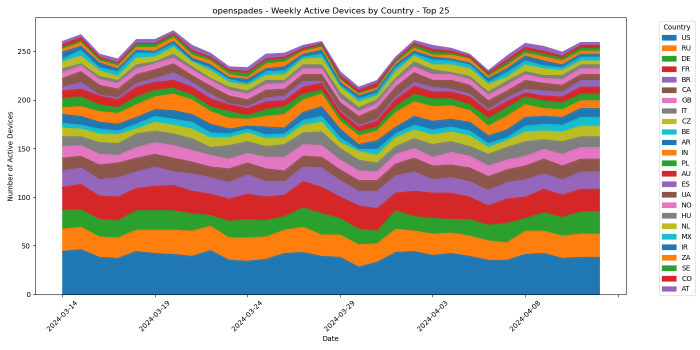 openspades - Weekly Active Devices by Country - Top 25
Number of Active Devices
250
200
150
100
50
0
2024-03-14
2024-03-19
2024-03-24
2024-03-29
2024-04-03
2024-04-08
Date
Country
US
RU
DE
FR
BR
CA
GB
IT
CZ
BE
AR
IN
PL
AU
ES
UA
NO
HU
NL
MX
IR
ZA
SE
CO
AT